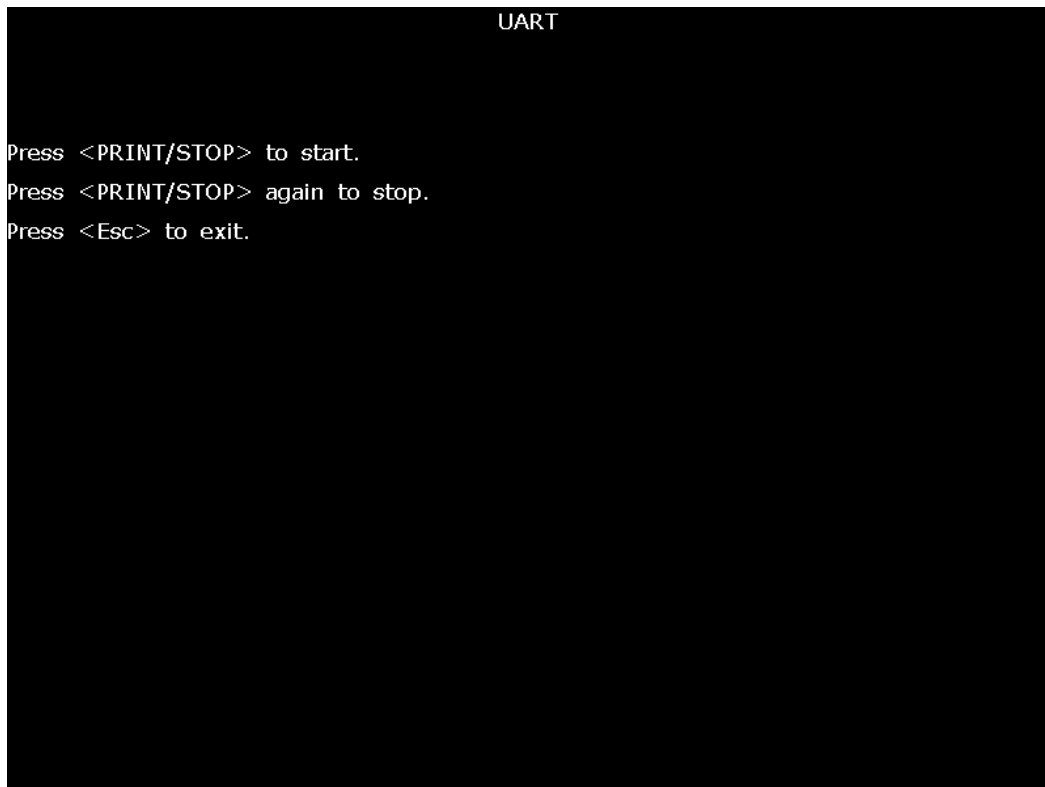 UART
Press <PRINT/STOP> to start.
Press <PRINT/STOP> again to stop.
Press <Esc> to exit.